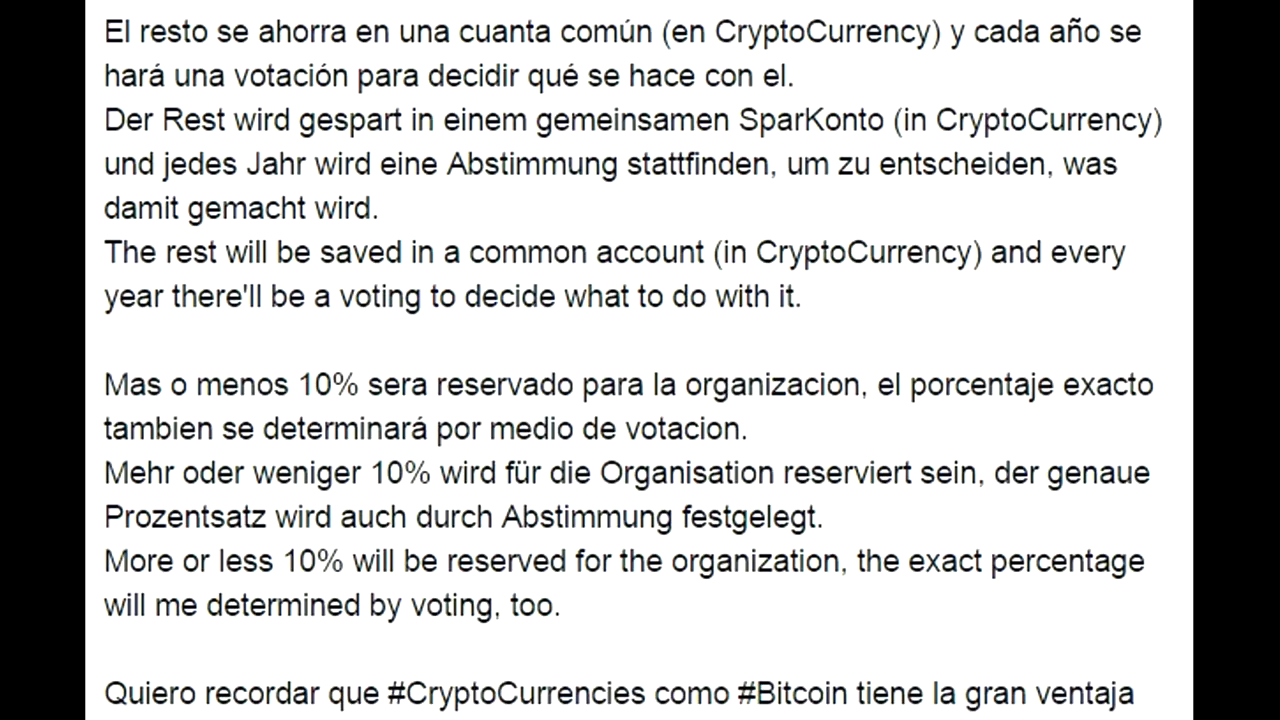 El resto se ahorra en una cuanta común (en CryptoCurrency) y cada año se
hará una votación para decidir qué se hace con el.
Der Rest wird gespart in einem gemeinsamen SparKonto (in CryptoCurrency)
und jedes Jahr wird eine Abstimmung stattfinden, um zu entscheiden, was
damit gemacht wird.
The rest will be saved in a common account (in CryptoCurrency) and every
year there'll be a voting to decide what to do with it.
Mas o menos 10% sera reservado para la organizacion, el porcentaje exacto
tambien se determinará por medio de votacion.
Mehr oder weniger 10% wird für die Organisation reserviert sein, der genaue
Prozentsatz wird auch durch Abstimmung festgelegt.
More or less 10% will be reserved for the organization, the exact percentage
will me determined by voting, too.
Quiero recordar que #CryptoCurrencies como #Bitcoin tiene la gran ventaja